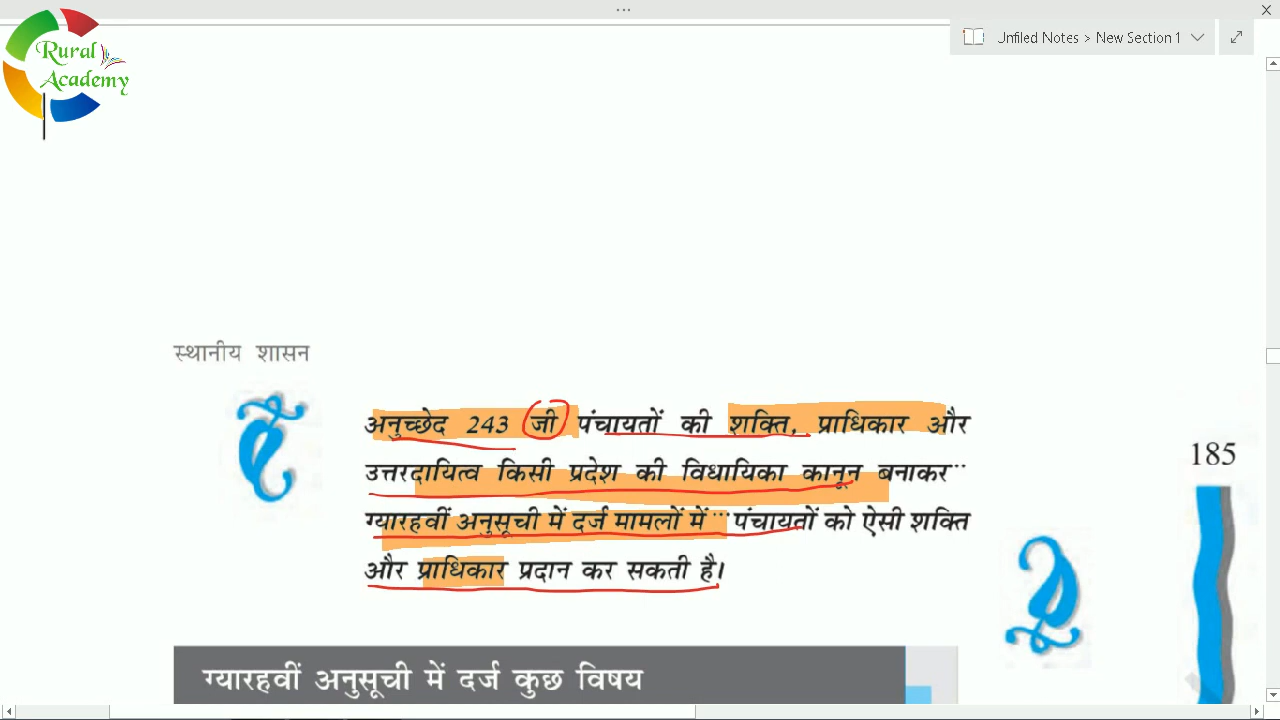 Rural
Academy
Jnfiled Notes > New Section 1
स्थानीय शासन
अनुच्छेद 243 जी पंचायतों की शक्ति, प्राधिकार और
उत्तरदायित्व किसी प्रदेश की विधायिका कानून बनाकर...
ग्यारहवीं अनुसूची में दर्ज मामलों में... पंचायतों को ऐसी शक्ति
और प्राधिकार प्रदान कर सकती है।
185
ग्यारहवीं अनुसूची में दर्ज कुछ विषय